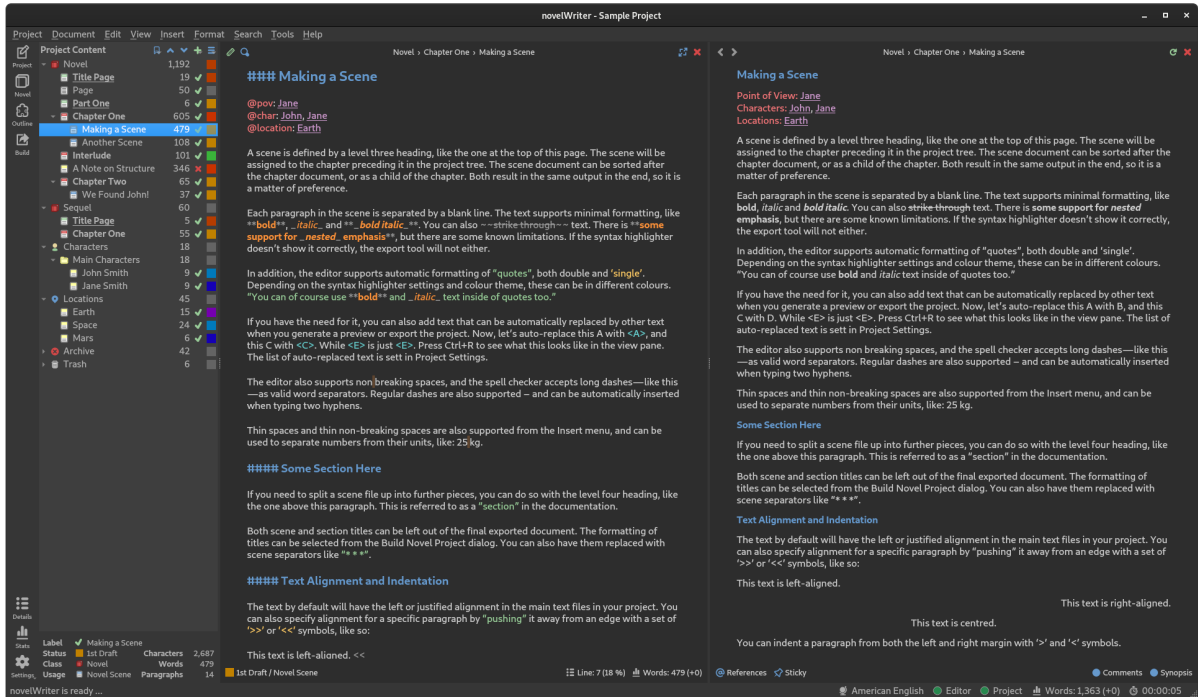 novelWriter - Sample Project
Project Document Edit View Insert Format Search Tools Help
Project
Novel
Outline
Build
Details
Stats
Settings
Project Content
Novel 1,192
Title Page 19
Page 50
Part One 6
Chapter One 605
Making a Scene 479
Another Scene 108
Interlude 101
A Note on Structure 346
Chapter Two 65
We Found John! 37
Sequel 60
Title Page 5
Chapter One 55
Characters 18
Main Characters 18
John Smith 9
Jane Smith 9
Locations 45
Earth 15
Space 24
Mars 6
Archive 42
Trash 6
Label Making a Scene
Status 1st Draft Characters 2,687
Class Novel Words 479
Usage Novel Scene Paragraphs 14
Novel › Chapter One › Making a Scene
### Making a Scene
@pov: Jane
@char: John, Jane
@location: Earth
A scene is defined by a level three heading, like the one at the top of this page. The scene will be
assigned to the chapter preceding it in the project tree. The scene document can be sorted after
the chapter document, or as a child of the chapter. Both result in the same output in the end, so it is
a matter of preference.
Each paragraph in the scene is separated by a blank line. The text supports minimal formatting, like
**bold**, _italic_ and **_bold italic_**. You can also ~~strike through~~ text. There is **some
support for _nested_ emphasis**, but there are some known limitations. If the syntax highlighter
doesn't show it correctly, the export tool will not either.
In addition, the editor supports automatic formatting of “quotes”, both double and ‘single’.
Depending on the syntax highlighter settings and colour theme, these can be in different colours.
“You can of course use **bold** and _italic_ text inside of quotes too.”
If you have the need for it, you can also add text that can be automatically replaced by other text
when you generate a preview or export the project. Now, let’s auto-replace this A with <A>, and
this C with <C>. While <E> is just <E>. Press Ctrl+R to see what this looks like in the view pane.
The list of auto-replaced text is sett in Project Settings.
The editor also supports non breaking spaces, and the spell checker accepts long dashes—like this
—as valid word separators. Regular dashes are also supported – and can be automatically inserted
when typing two hyphens.
Thin spaces and thin non-breaking spaces are also supported from the Insert menu, and can be
used to separate numbers from their units, like: 25 kg.
#### Some Section Here
If you need to split a scene file up into further pieces, you can do so with the level four heading, like
the one above this paragraph. This is referred to as a “section” in the documentation.
Both scene and section titles can be left out of the final exported document. The formatting of
titles can be selected from the Build Novel Project dialog. You can also have them replaced with
scene separators like “* * *”.
#### Text Alignment and Indentation
The text by default will have the left or justified alignment in the main text files in your project. You
can also specify alignment for a specific paragraph by “pushing” it away from an edge with a set of
‘>>’ or ‘<<’ symbols, like so:
This text is left-aligned. <<
1st Draft / Novel Scene Line: 7 (18 %) Words: 479 (+0)
Novel › Chapter One › Making a Scene
Making a Scene
Point of View: Jane
Characters: John, Jane
Locations: Earth
A scene is defined by a level three heading, like the one at the top of this page. The scene will be
assigned to the chapter preceding it in the project tree. The scene document can be sorted after the
chapter document, or as a child of the chapter. Both result in the same output in the end, so it is a
matter of preference.
Each paragraph in the scene is separated by a blank line. The text supports minimal formatting, like
bold, italic and bold italic. You can also strike through text. There is some support for nested
emphasis, but there are some known limitations. If the syntax highlighter doesn’t show it correctly,
the export tool will not either.
In addition, the editor supports automatic formatting of “quotes”, both double and ‘single’.
Depending on the syntax highlighter settings and colour theme, these can be in different colours.
“You can of course use bold and italic text inside of quotes too.”
If you have the need for it, you can also add text that can be automatically replaced by other text
when you generate a preview or export the project. Now, let’s auto-replace this A with B, and this
C with D. While <E> is just <E>. Press Ctrl+R to see what this looks like in the view pane. The list of
auto-replaced text is sett in Project Settings.
The editor also supports non breaking spaces, and the spell checker accepts long dashes—like this
—as valid word separators. Regular dashes are also supported – and can be automatically inserted
when typing two hyphens.
Thin spaces and thin non-breaking spaces are also supported from the Insert menu, and can be
used to separate numbers from their units, like: 25 kg.
Some Section Here
If you need to split a scene file up into further pieces, you can do so with the level four heading, like
the one above this paragraph. This is referred to as a “section” in the documentation.
Both scene and section titles can be left out of the final exported document. The formatting of
titles can be selected from the Build Novel Project dialog. You can also have them replaced with
scene separators like “* * *”.
Text Alignment and Indentation
The text by default will have the left or justified alignment in the main text files in your project. You
can also specify alignment for a specific paragraph by “pushing” it away from an edge with a set of
‘>>’ or ‘<<’ symbols, like so:
This text is left-aligned.
This text is right-aligned.
This text is centred.
You can indent a paragraph from both the left and right margin with ‘>’ and ‘<’ symbols.
References Sticky Comments Synopsis
novelWriter is ready ... American English Editor Project Words: 1,363 (+0) 00:00:05